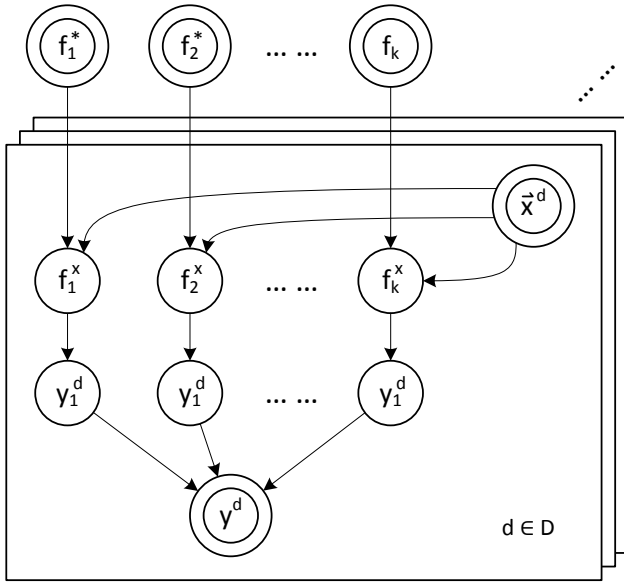 f₁* f₂* ... ... fₖ
... ...
x⃗ᵈ
f₁ˣ f₂ˣ ... ... fₖˣ
y₁ᵈ y₁ᵈ ... ... y₁ᵈ
yᵈ
d ∈ D